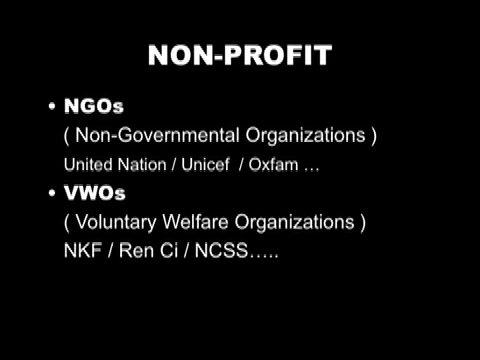 NON-PROFIT
• NGOs
( Non-Governmental Organizations )
United Nation / Unicef / Oxfam ...
• VWOs
( Voluntary Welfare Organizations )
NKF / Ren Ci / NCSS.....